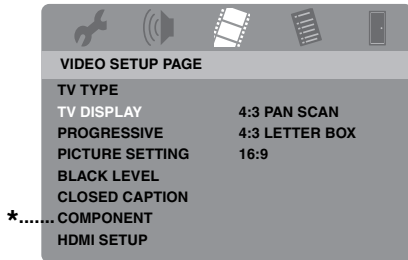 VIDEO SETUP PAGE
TV TYPE
TV DISPLAY 4:3 PAN SCAN
PROGRESSIVE 4:3 LETTER BOX
PICTURE SETTING 16:9
BLACK LEVEL
CLOSED CAPTION
*....... COMPONENT
HDMI SETUP